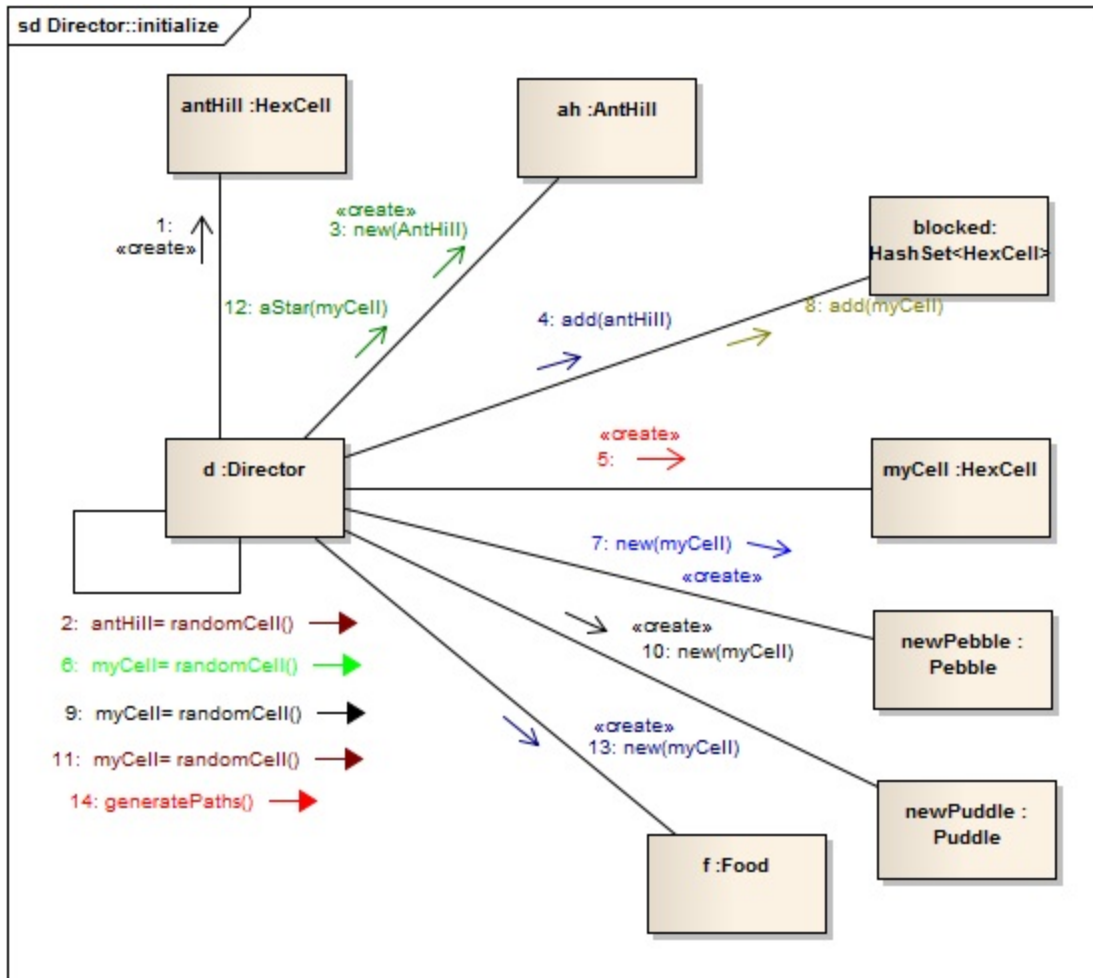 sd Director::initialize
antHill :HexCell
ah :AntHill
1:
«create»
«create»
3: new(AntHill)
blocked:
HashSet<HexCell>
12: aStar(myCell)
4: add(antHill)
8: add(myCell)
d :Director
«create»
5:
myCell :HexCell
7: new(myCell)
«create»
2: antHill= randomCell()
6: myCell= randomCell()
9: myCell= randomCell()
11: myCell= randomCell()
14: generatePaths()
«create»
10: new(myCell)
newPebble :
Pebble
«create»
13: new(myCell)
newPuddle :
Puddle
f :Food